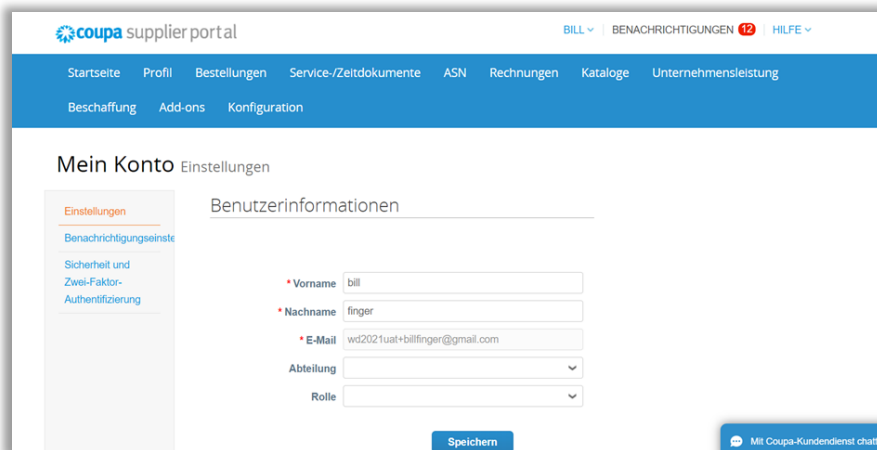 coupa supplier portal
BILL BENACHRICHTIGUNGEN 12 HILFE
Startseite Profil Bestellungen Service-/Zeitdokumente ASN Rechnungen Kataloge Unternehmensleistung
Beschaffung Add-ons Konfiguration
Mein Konto Einstellungen
Einstellungen
Benachrichtigungseinste
Sicherheit und
Zwei-Faktor-
Authentifizierung
Benutzerinformationen
* Vorname bill
* Nachname finger
* E-Mail wd2021uat+billfinger@gmail.com
Abteilung
Rolle
Speichern
Mit Coupa-Kundendienst chatt